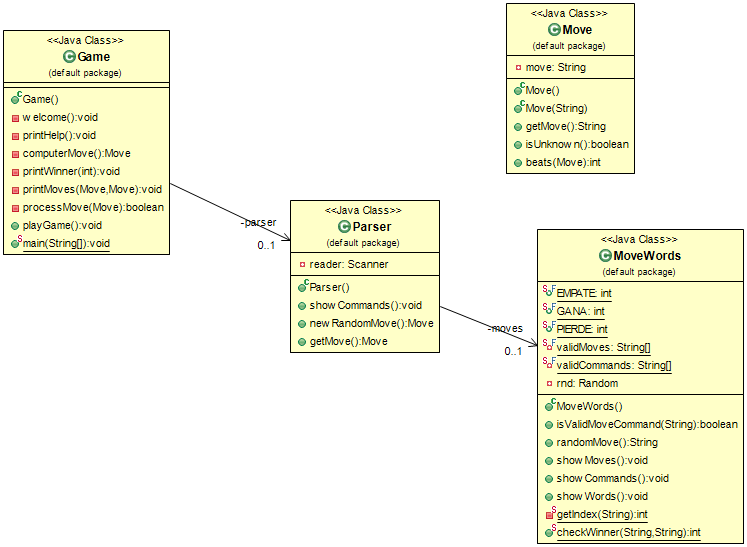 <<Java Class>>
Game
(default package)
Game()
welcome():void
printHelp():void
computerMove():Move
printWinner(int):void
printMoves(Move,Move):void
processMove(Move):boolean
playGame():void
main(String[]):void
-parser
0..1
<<Java Class>>
Parser
(default package)
reader: Scanner
Parser()
showCommands():void
newRandomMove():Move
getMove():Move
-moves
0..1
<<Java Class>>
Move
(default package)
move: String
Move()
Move(String)
getMove():String
isUnknown():boolean
beats(Move):int
<<Java Class>>
MoveWords
(default package)
EMPATE: int
GANA: int
PIERDE: int
validMoves: String[]
validCommands: String[]
rnd: Random
MoveWords()
isValidMoveCommand(String):boolean
randomMove():String
showMoves():void
showCommands():void
showWords():void
getIndex(String):int
checkWinner(String,String):int